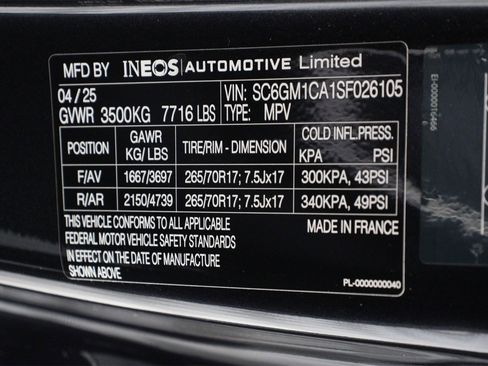 MFD BY INEOS AUTOMOTIVE Limited
04 / 25 VIN: SC6GM1CA1SF026105
GVWR 3500KG 7716 LBS TYPE: MPV
POSITION GAWR KG/ LBS TIRE/RIM - DIMENSION COLD INFL.PRESS. KPA PSI
F/AV 1667/3697 265/70R17; 7.5Jx17 300KPA, 43PSI
R/AR 2150/4739 265/70R17; 7.5Jx17 340KPA, 49PSI
THIS VEHICLE CONFORMS TO ALL APPLICABLE MADE IN FRANCE
FEDERAL MOTOR VEHICLE SAFETY STANDARDS
IN EFFECT ON THE DATE OF MANUFACTURE
SHOWN ABOVE
PL-0000000040
EI-0000016466